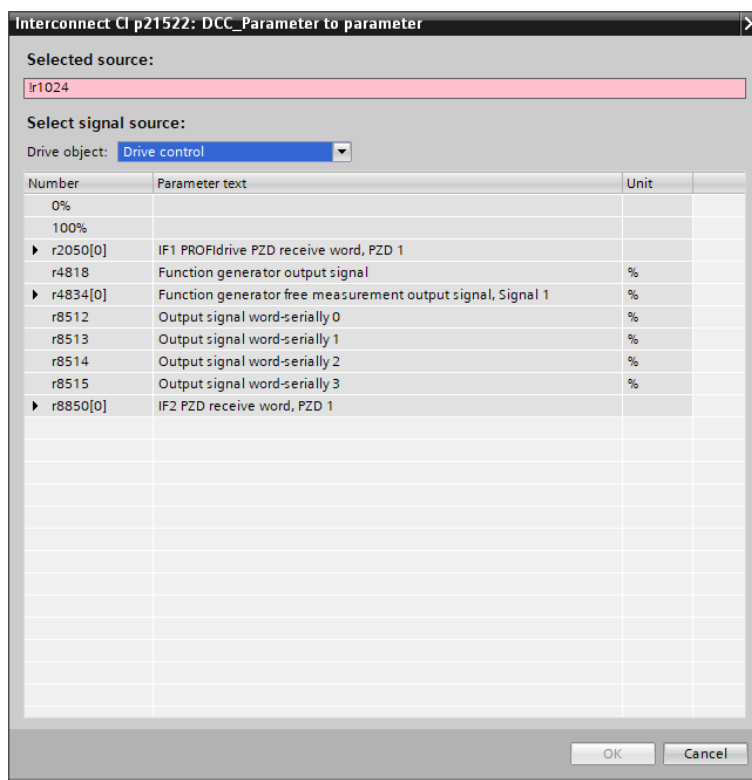 Interconnect CI p21522: DCC_Parameter to parameter
Selected source:
!r1024
Select signal source:
Drive object: Drive control
Number Parameter text Unit
0%
100%
r2050[0] IF1 PROFIdrive PZD receive word, PZD 1
r4818 Function generator output signal %
r4834[0] Function generator free measurement output signal, Signal 1 %
r8512 Output signal word-serially 0 %
r8513 Output signal word-serially 1 %
r8514 Output signal word-serially 2 %
r8515 Output signal word-serially 3 %
r8850[0] IF2 PZD receive word, PZD 1
OK Cancel